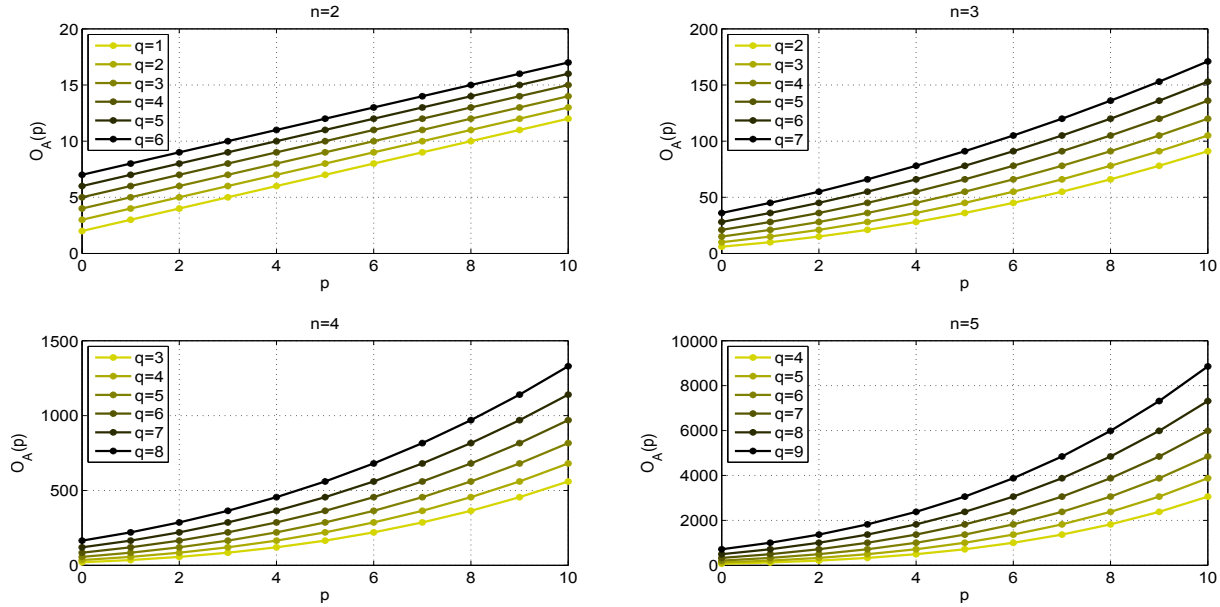 n=2
20
15
10
5
0
O_A(p)
q=1
q=2
q=3
q=4
q=5
q=6
0
2
4
6
8
10
p
n=3
200
150
100
50
0
O_A(p)
q=2
q=3
q=4
q=5
q=6
q=7
0
2
4
6
8
10
p
n=4
1500
1000
500
0
O_A(p)
q=3
q=4
q=5
q=6
q=7
q=8
0
2
4
6
8
10
p
n=5
10000
8000
6000
4000
2000
0
O_A(p)
q=4
q=5
q=6
q=7
q=8
q=9
0
2
4
6
8
10
p